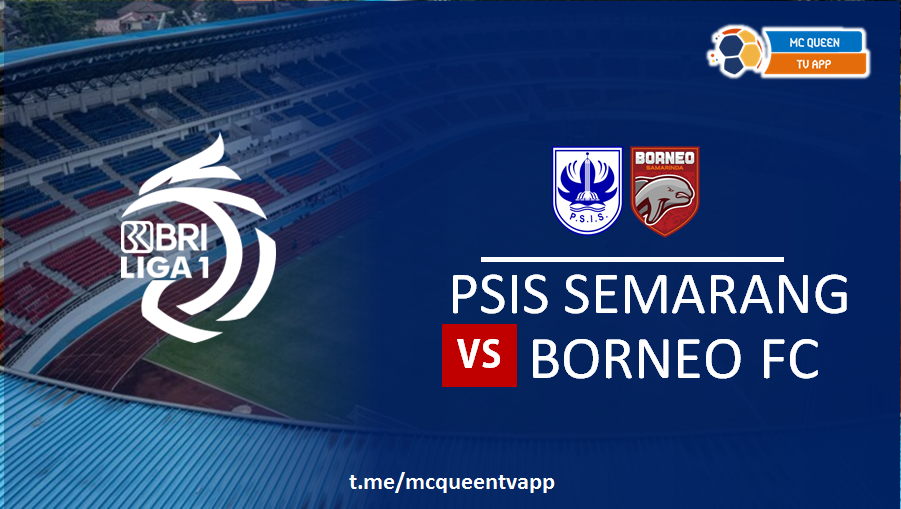 MC QUEEN
TV APP
BRI
LIGA 1
P.S.I.S.
BORNEO
SAMARINDA
PSIS SEMARANG
VS BORNEO FC
t.me/mcqueentvapp